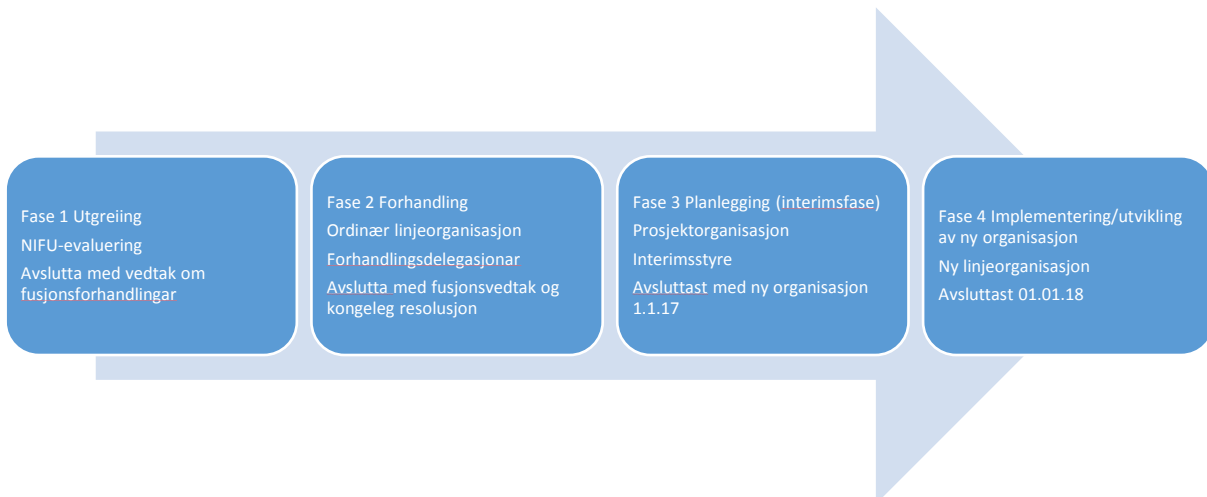 Fase 1 Utgreiing
NIFU-evaluering
Avslutta med vedtak om
fusjonsforhandlingar
Fase 2 Forhandling
Ordinær linjeorganisasjon
Forhandlingsdelegasjonar
Avslutta med fusjonsvedtak og
kongeleg resolusjon
Fase 3 Planlegging (interimsfase)
Prosjektorganisasjon
Interimsstyre
Avsluttast med ny organisasjon
1.1.17
Fase 4 Implementering/utvikling
av ny organisasjon
Ny linjeorganisasjon
Avsluttast 01.01.18